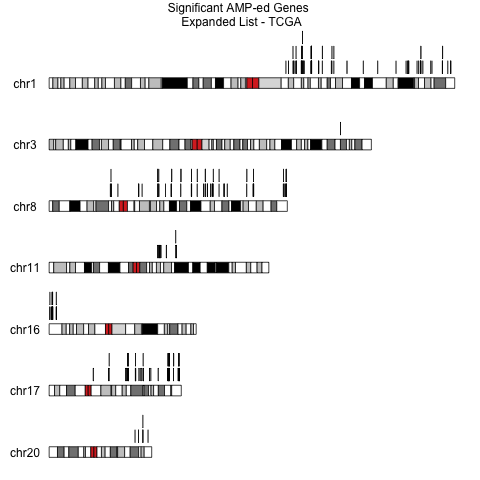 Significant AMP-ed Genes
Expanded List - TCGA
chr1
chr3
chr8
chr11
chr16
chr17
chr20